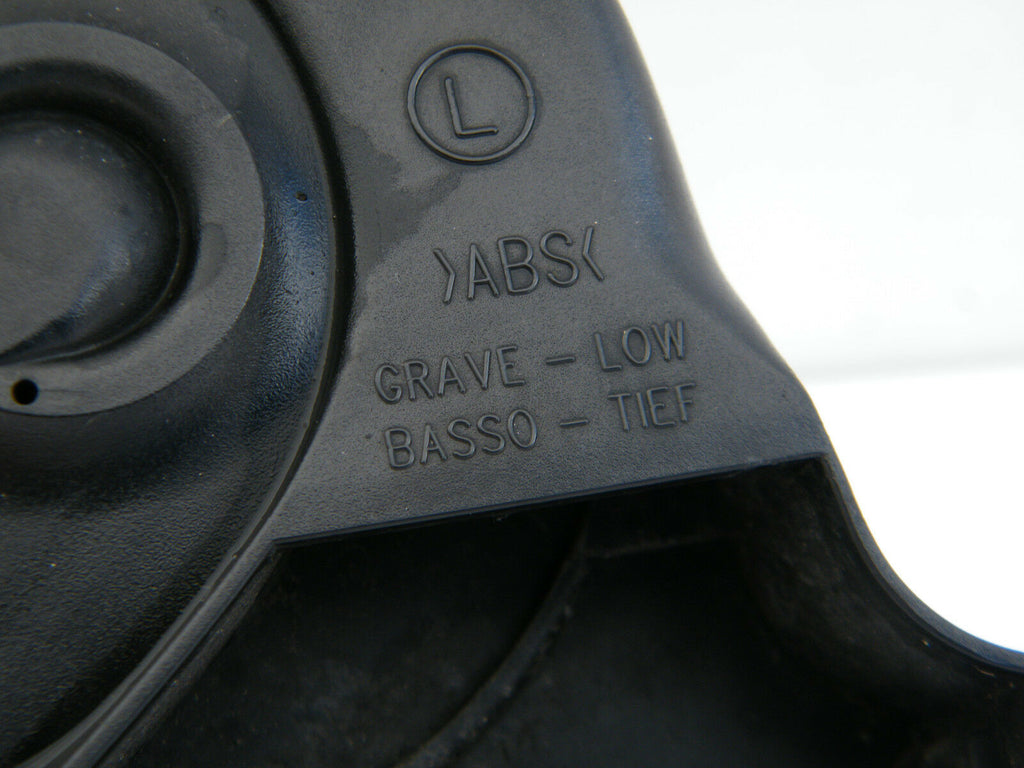 L
>ABS<
GRAVE - LOW
BASSO - TIEF